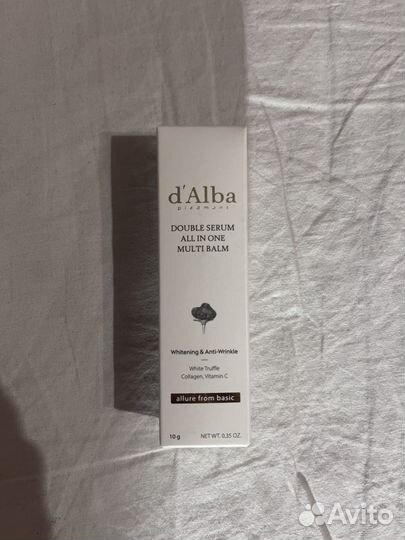 d'Alba
piedmont
DOUBLE SERUM
ALL IN ONE
MULTI BALM
Whitening & Anti-Wrinkle
White Truffle
Collagen, Vitamin C
allure from basic
10 g NET WT. 0.35 OZ.
Avito